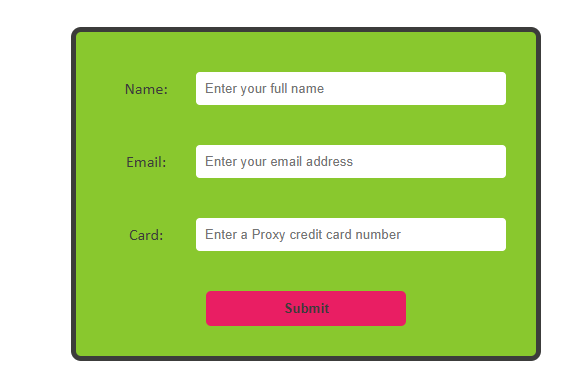 Name: Enter your full name
Email: Enter your email address
Card: Enter a Proxy credit card number
Submit